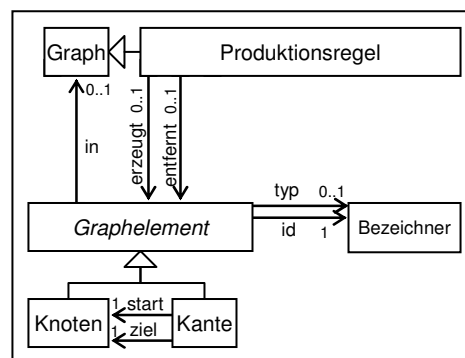 Graph
Produktionsregel
0..1
erzeugt 0..1
entfernt 0..1
in
typ 0..1
Graphelement
id 1
Bezeichner
1 start
Knoten
Kante
1 ziel